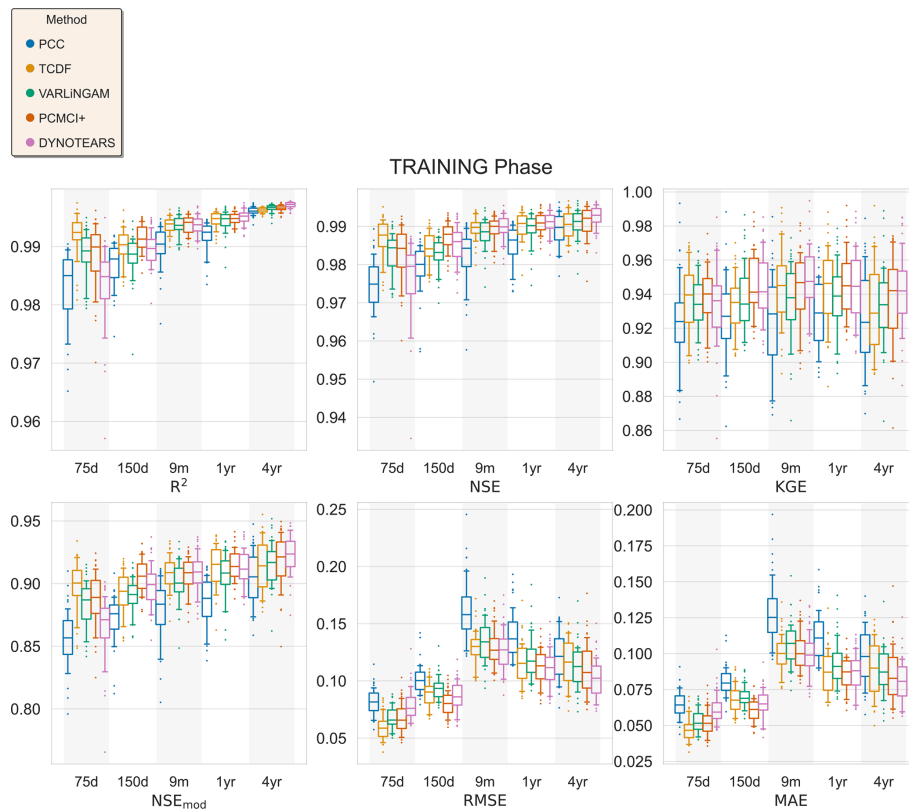 Method
PCC
TCDF
VARLiNGAM
PCMCI+
DYNOTEARS
TRAINING Phase
0.99
0.98
0.97
0.96
75d 150d 9m 1yr 4yr
R²
0.99
0.98
0.97
0.96
0.95
0.94
75d 150d 9m 1yr 4yr
NSE
1.00
0.98
0.96
0.94
0.92
0.90
0.88
0.86
75d 150d 9m 1yr 4yr
KGE
0.95
0.90
0.85
0.80
75d 150d 9m 1yr 4yr
NSE_mod
0.25
0.20
0.15
0.10
0.05
75d 150d 9m 1yr 4yr
RMSE
0.200
0.175
0.150
0.125
0.100
0.075
0.050
0.025
75d 150d 9m 1yr 4yr
MAE